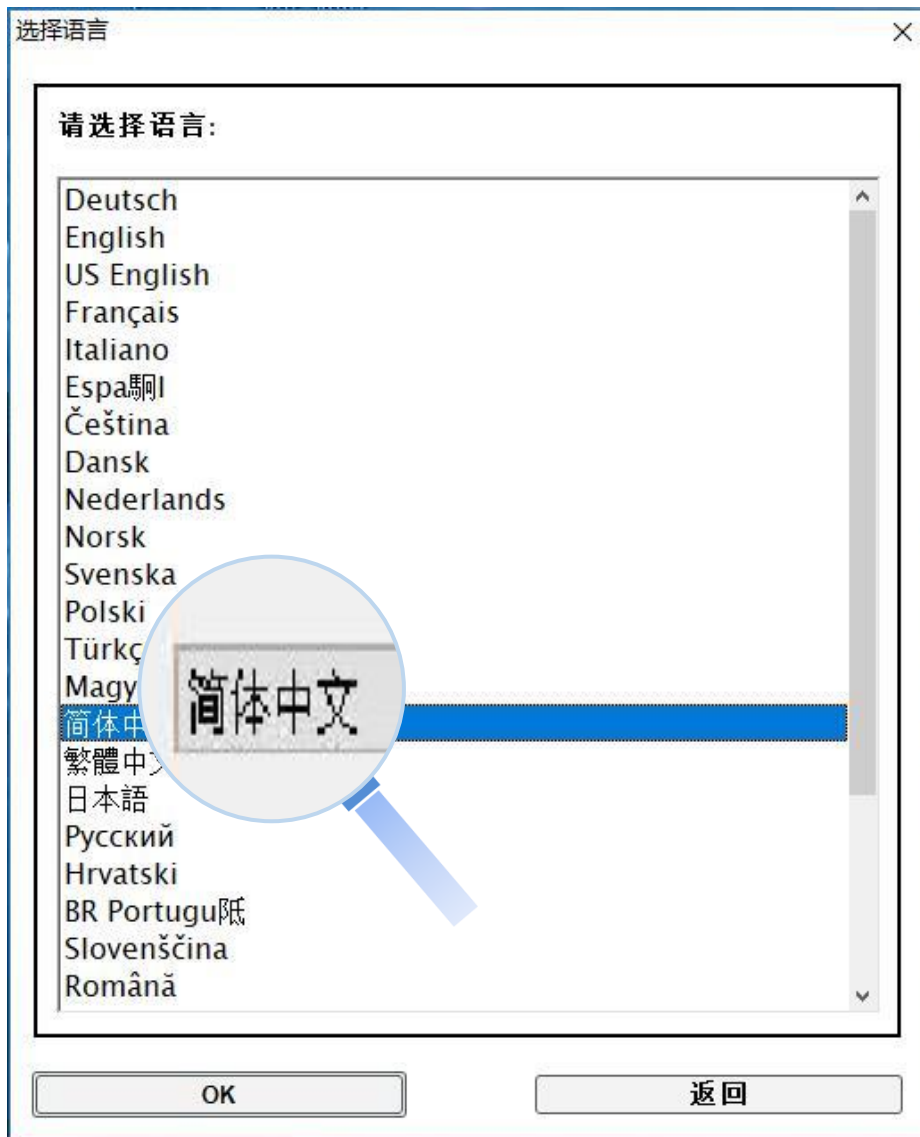 选择语言
请选择语言:
Deutsch
English
US English
Français
Italiano
Espa駉l
Čeština
Dansk
Nederlands
Norsk
Svenska
Polski
Türkç
Magy
简体中
简体中文
繁體中文
日本語
Русский
Hrvatski
BR Portugu阺
Slovenščina
Română
OK
返回